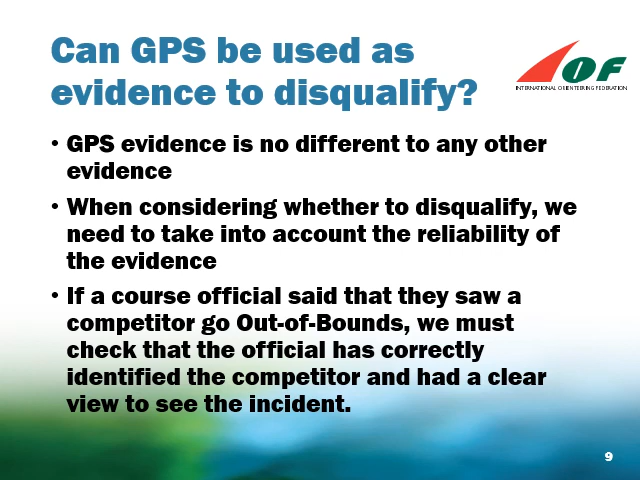 Can GPS be used as
evidence to disqualify?
IOF
INTERNATIONAL ORIENTEERING FEDERATION
• GPS evidence is no different to any other
evidence
• When considering whether to disqualify, we
need to take into account the reliability of
the evidence
• If a course official said that they saw a
competitor go Out-of-Bounds, we must
check that the official has correctly
identified the competitor and had a clear
view to see the incident.
9